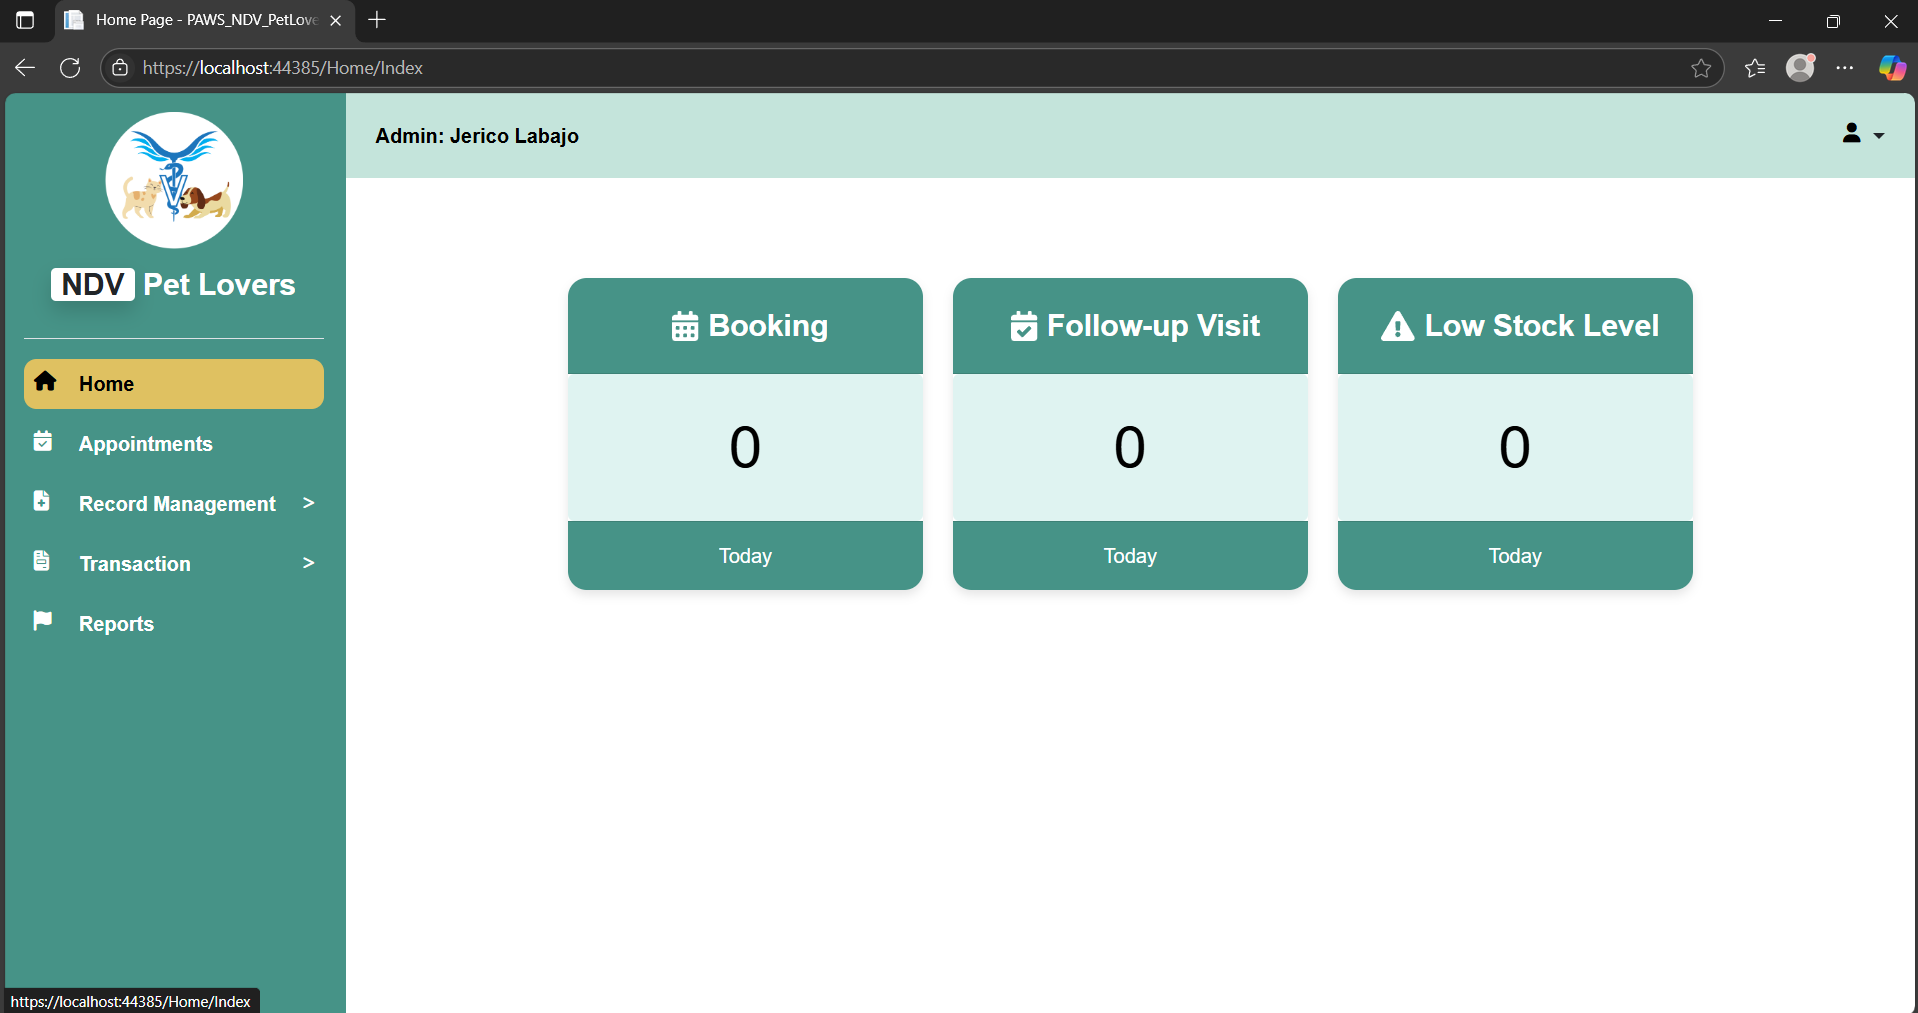 Home Page - PAWS_NDV_PetLove
https://localhost:44385/Home/Index
Admin: Jerico Labajo
NDV Pet Lovers
Home
Appointments
Record Management >
Transaction >
Reports
Booking
0
Today
Follow-up Visit
0
Today
Low Stock Level
0
Today
https://localhost:44385/Home/Index